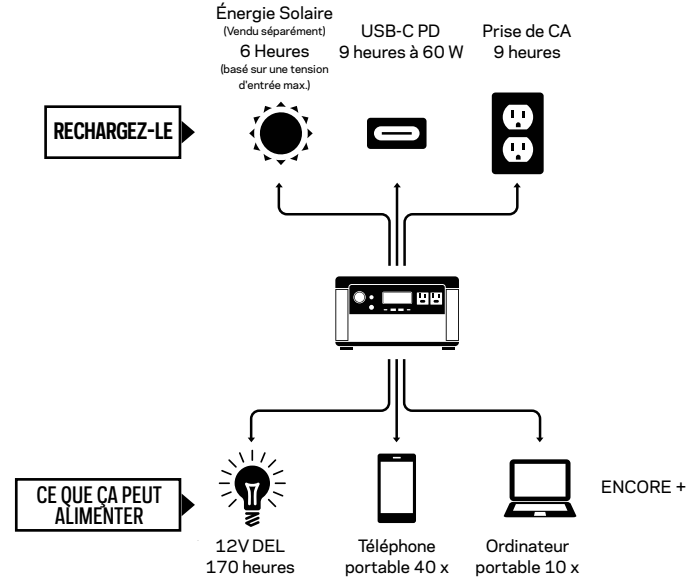 Énergie Solaire
(Vendu séparément)
6 Heures
(basé sur une tension
d'entrée max.)
USB-C PD
9 heures à 60 W
Prise de CA
9 heures
RECHARGEZ-LE
CE QUE ÇA PEUT
ALIMENTER
12V DEL
170 heures
Téléphone
portable 40 x
Ordinateur
portable 10 x
ENCORE +